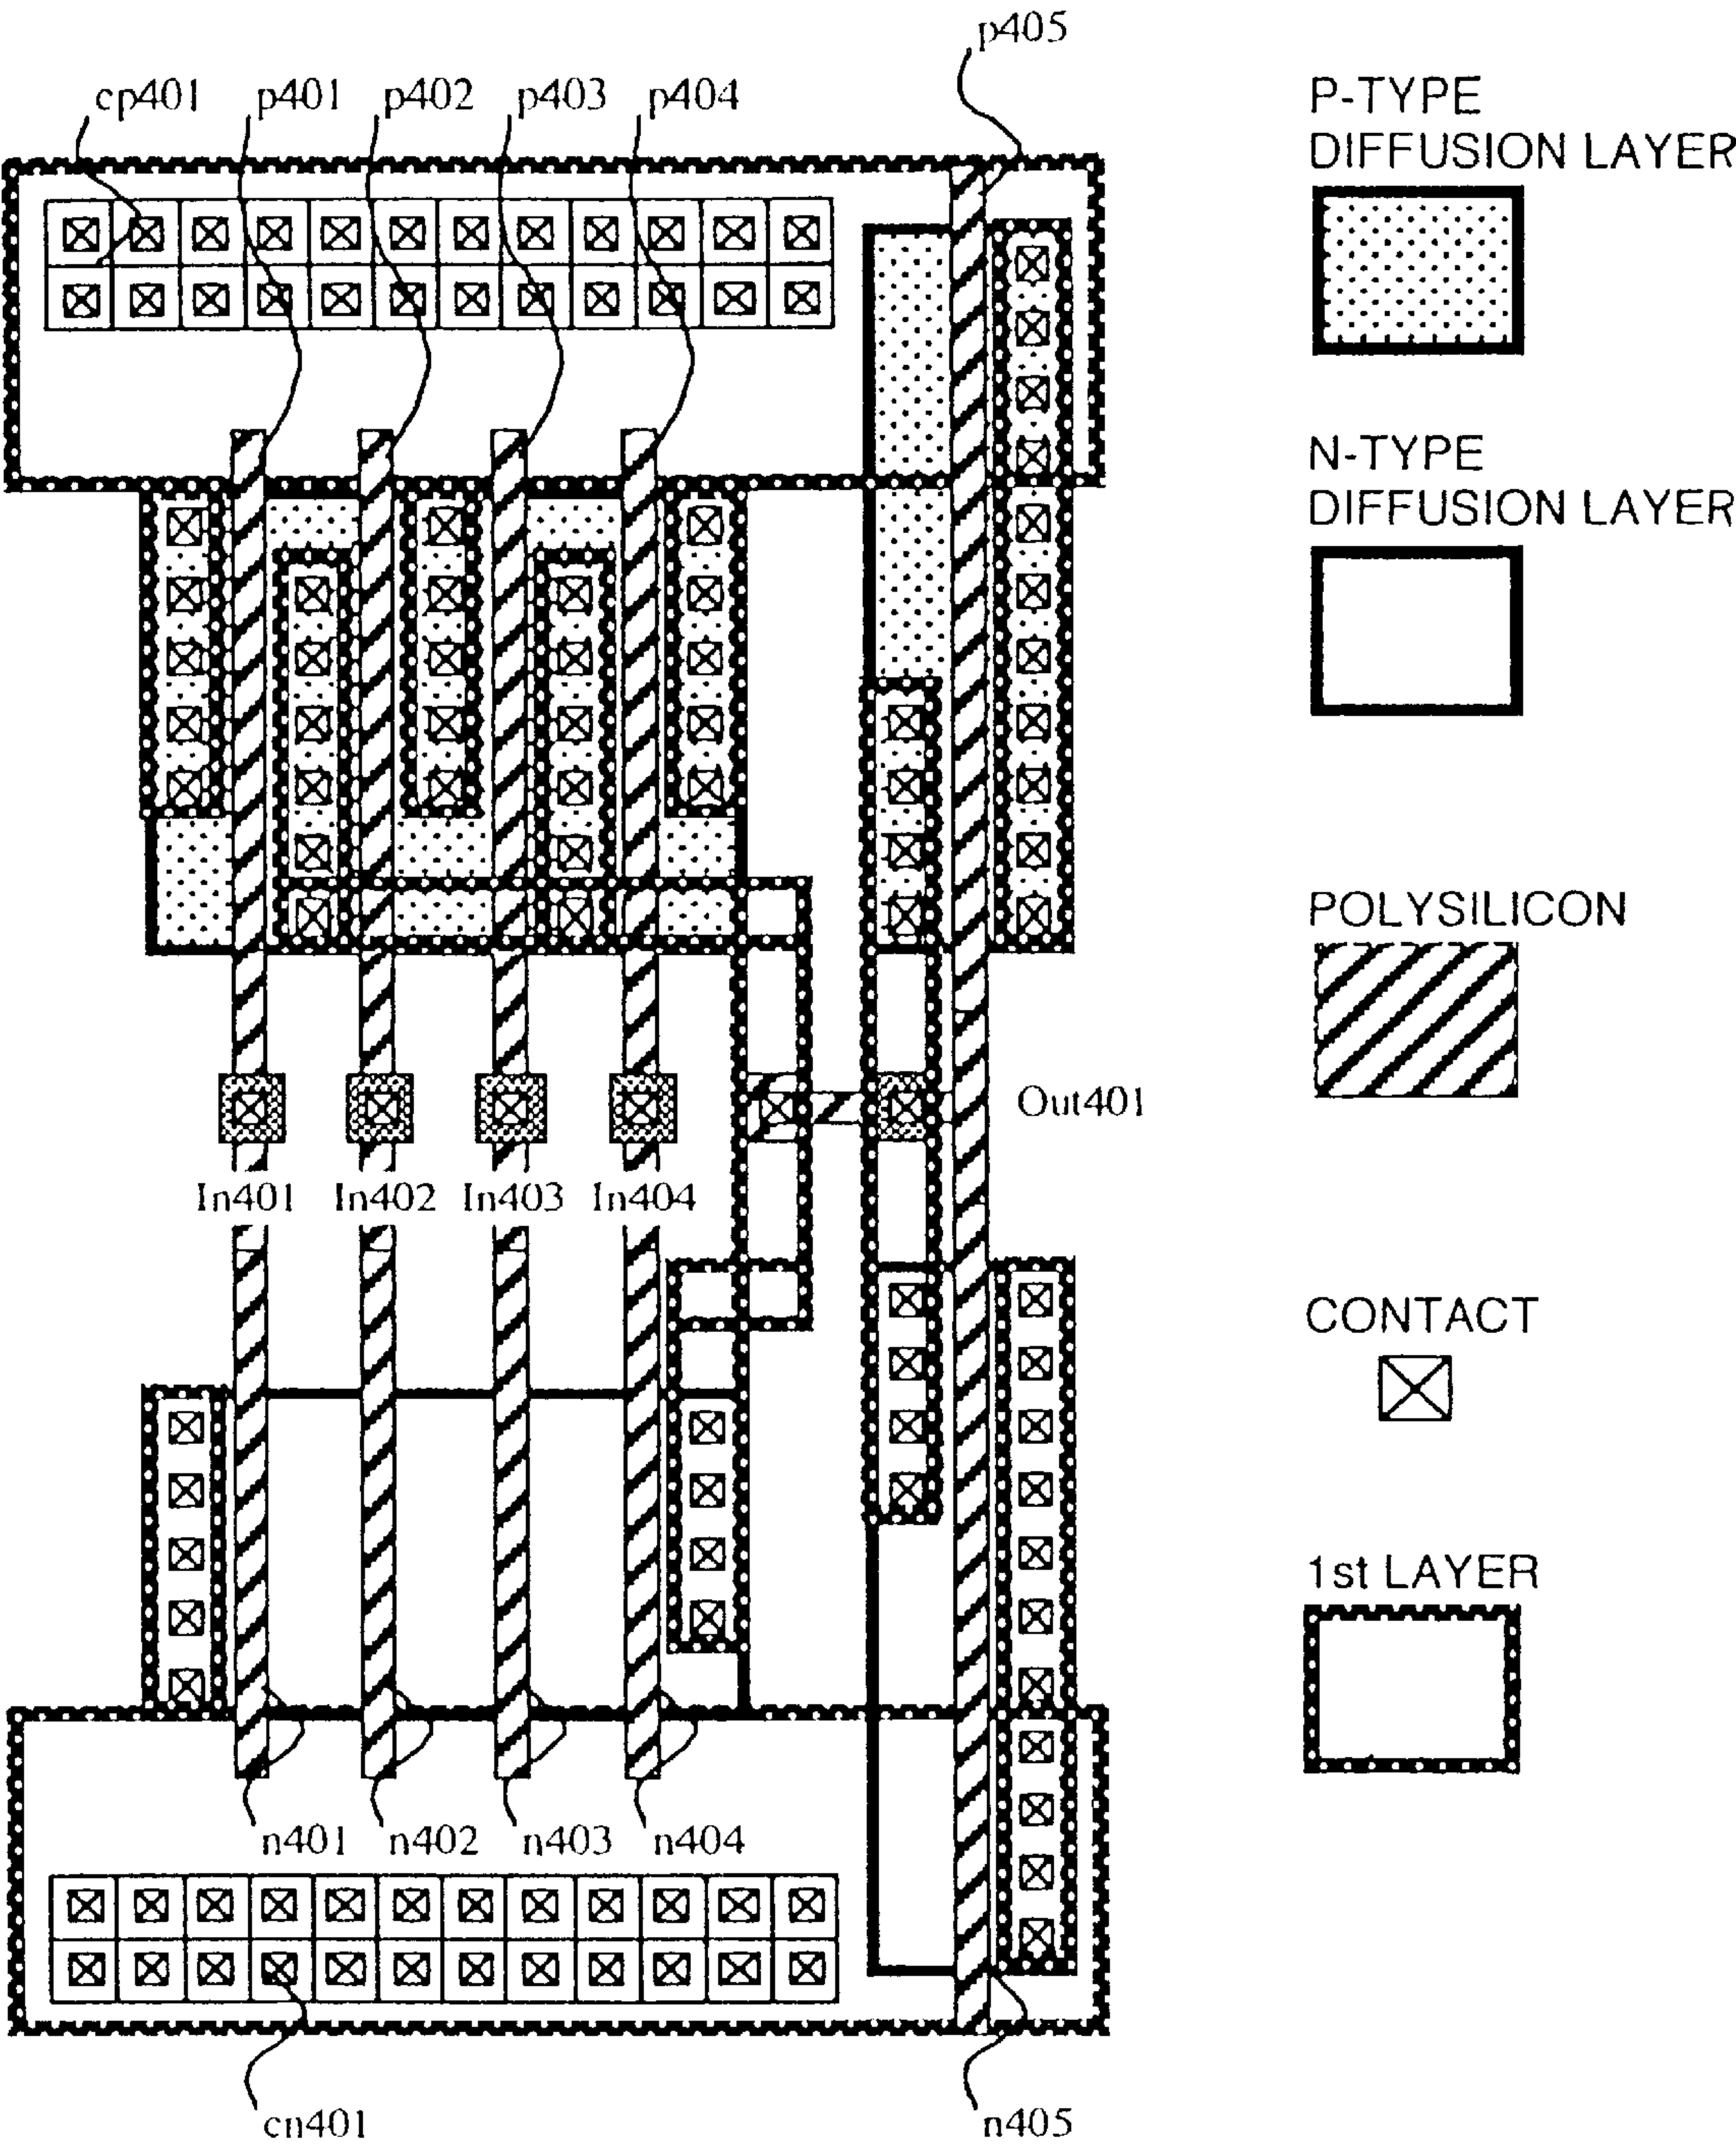 p405
cp401 p401 p402 p403 p404
P-TYPE
DIFFUSION LAYER
N-TYPE
DIFFUSION LAYER
POLYSILICON
Out401
In401 In402 In403 In404
CONTACT
1st LAYER
n401 n402 n403 n404
cn401 n405